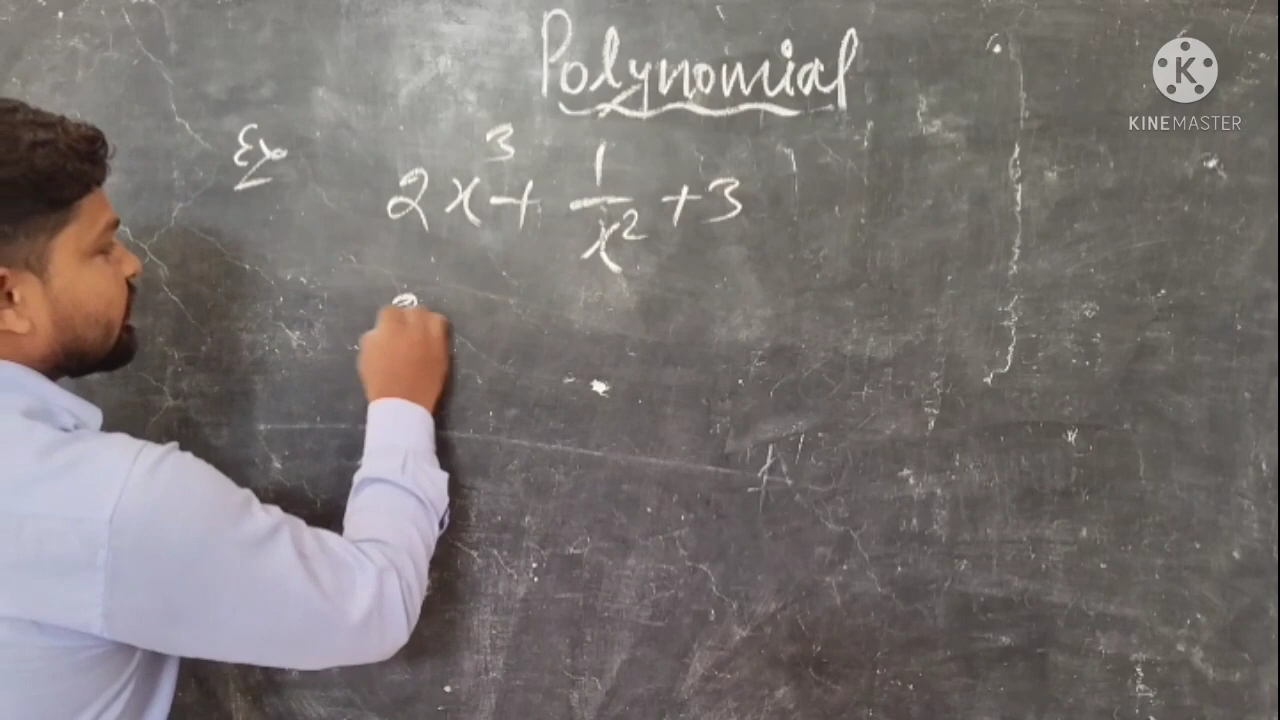 Polynomial
Ex 2x³ + 1/x² + 3
K
KINEMASTER